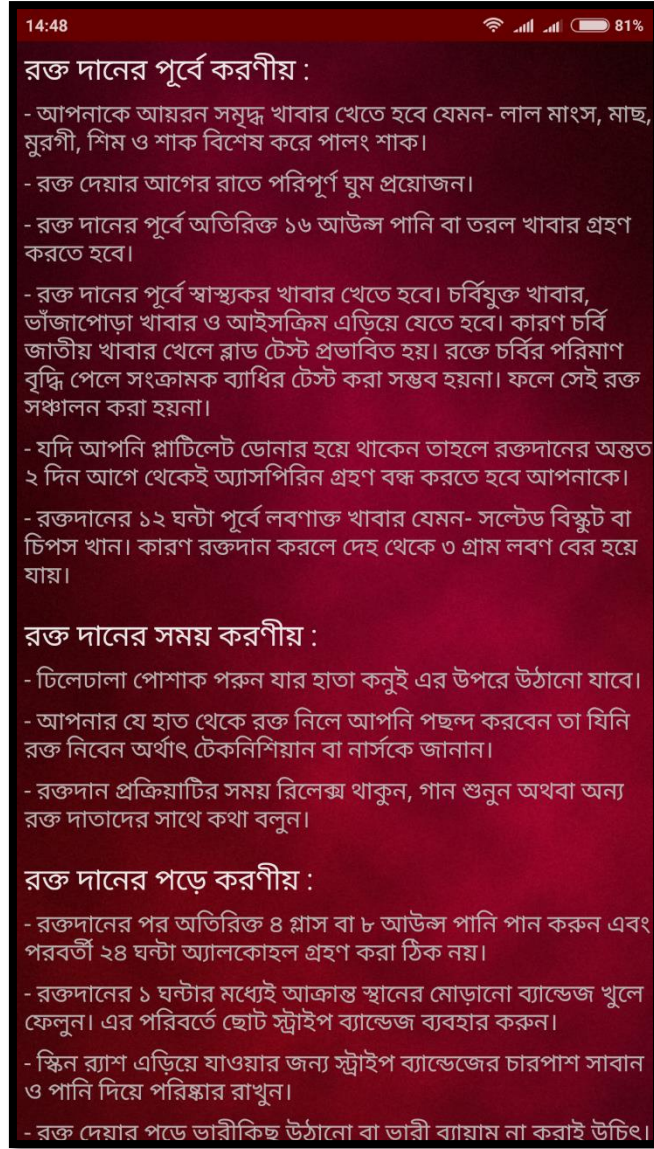 14:48
81%
রক্ত দানের পূর্বে করণীয় :
- আপনাকে আয়রন সমৃদ্ধ খাবার খেতে হবে যেমন- লাল মাংস, মাছ,
মুরগী, শিম ও শাক বিশেষ করে পালং শাক।
- রক্ত দেয়ার আগের রাতে পরিপূর্ণ ঘুম প্রয়োজন।
- রক্ত দানের পূর্বে অতিরিক্ত ১৬ আউন্স পানি বা তরল খাবার গ্রহণ
করতে হবে।
- রক্ত দানের পূর্বে স্বাস্থ্যকর খাবার খেতে হবে। চর্বিযুক্ত খাবার,
ভাঁজাপোড়া খাবার ও আইসক্রিম এড়িয়ে যেতে হবে। কারণ চর্বি
জাতীয় খাবার খেলে ব্লাড টেস্ট প্রভাবিত হয়। রক্তে চর্বির পরিমাণ
বৃদ্ধি পেলে সংক্রামক ব্যাধির টেস্ট করা সম্ভব হয়না। ফলে সেই রক্ত
সঞ্চালন করা হয়না।
- যদি আপনি প্লাটিলেট ডোনার হয়ে থাকেন তাহলে রক্তদানের অন্তত
২ দিন আগে থেকেই অ্যাসপিরিন গ্রহণ বন্ধ করতে হবে আপনাকে।
- রক্তদানের ১২ ঘন্টা পূর্বে লবণাক্ত খাবার যেমন- সল্টেড বিস্কুট বা
চিপস খান। কারণ রক্তদান করলে দেহ থেকে ৩ গ্রাম লবণ বের হয়ে
যায়।
রক্ত দানের সময় করণীয় :
- ঢিলেঢালা পোশাক পরুন যার হাতা কনুই এর উপরে উঠানো যাবে।
- আপনার যে হাত থেকে রক্ত নিলে আপনি পছন্দ করবেন তা যিনি
রক্ত নিবেন অর্থাৎ টেকনিশিয়ান বা নার্সকে জানান।
- রক্তদান প্রক্রিয়াটির সময় রিলেক্স থাকুন, গান শুনুন অথবা অন্য
রক্ত দাতাদের সাথে কথা বলুন।
রক্ত দানের পড়ে করণীয় :
- রক্তদানের পর অতিরিক্ত ৪ গ্লাস বা ৮ আউন্স পানি পান করুন এবং
পরবর্তী ২৪ ঘন্টা অ্যালকোহল গ্রহণ করা ঠিক নয়।
- রক্তদানের ১ ঘন্টার মধ্যেই আক্রান্ত স্থানের মোড়ানো ব্যান্ডেজ খুলে
ফেলুন। এর পরিবর্তে ছোট স্ট্রাইপ ব্যান্ডেজ ব্যবহার করুন।
- স্কিন র‍্যাশ এড়িয়ে যাওয়ার জন্য স্ট্রাইপ ব্যান্ডেজের চারপাশ সাবান
ও পানি দিয়ে পরিষ্কার রাখুন।
- রক্ত দেয়ার পড়ে ভারীকিছু উঠানো বা ভারী ব্যায়াম না করাই উচিৎ।